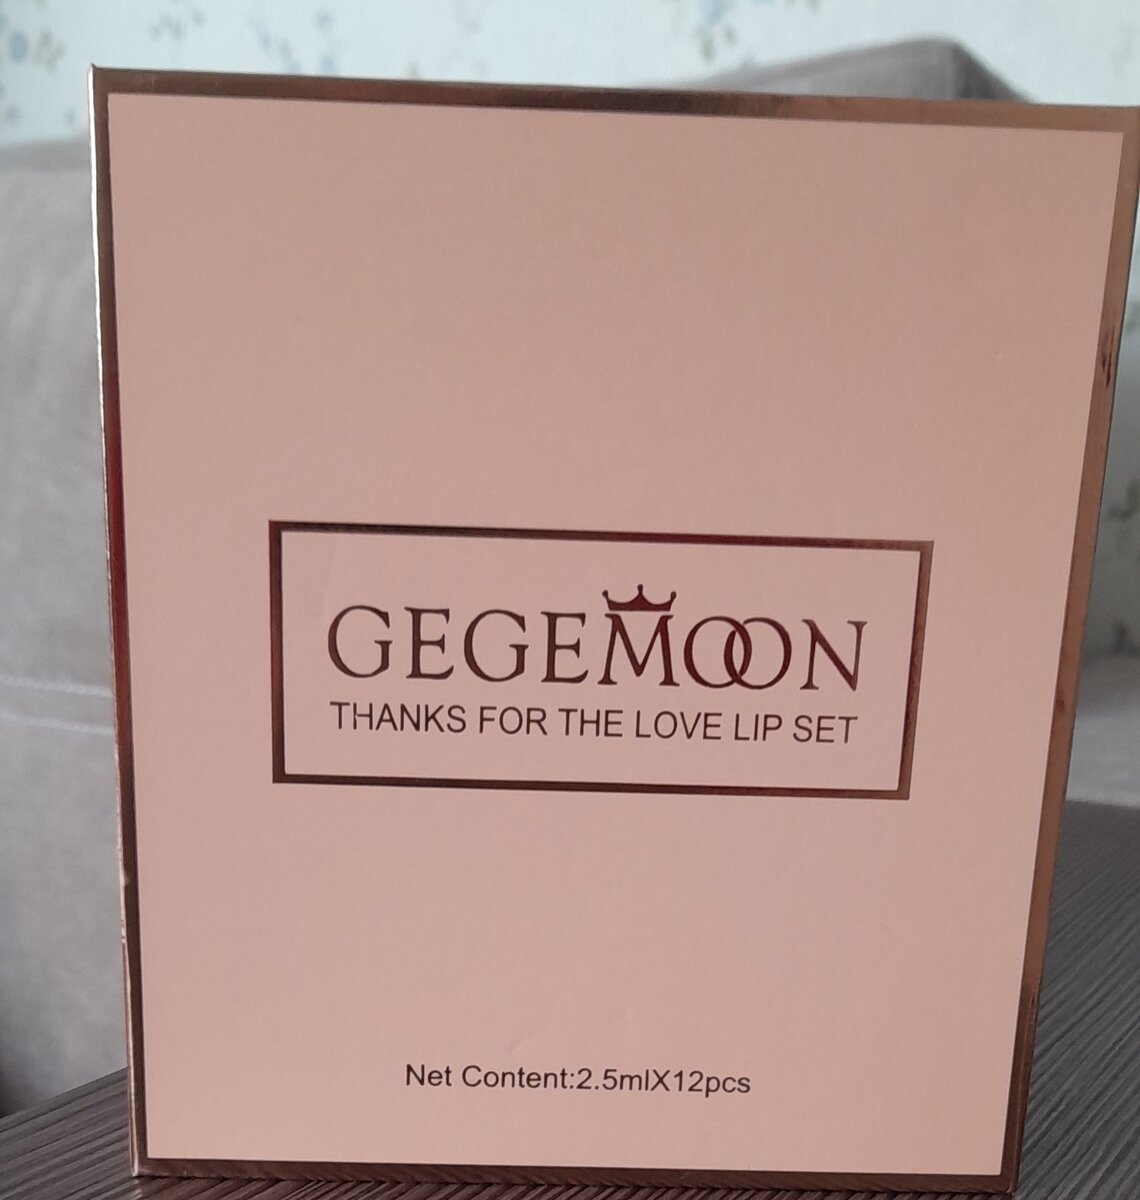 GEGEMOON
THANKS FOR THE LOVE LIP SET
Net Content:2.5mlX12pcs